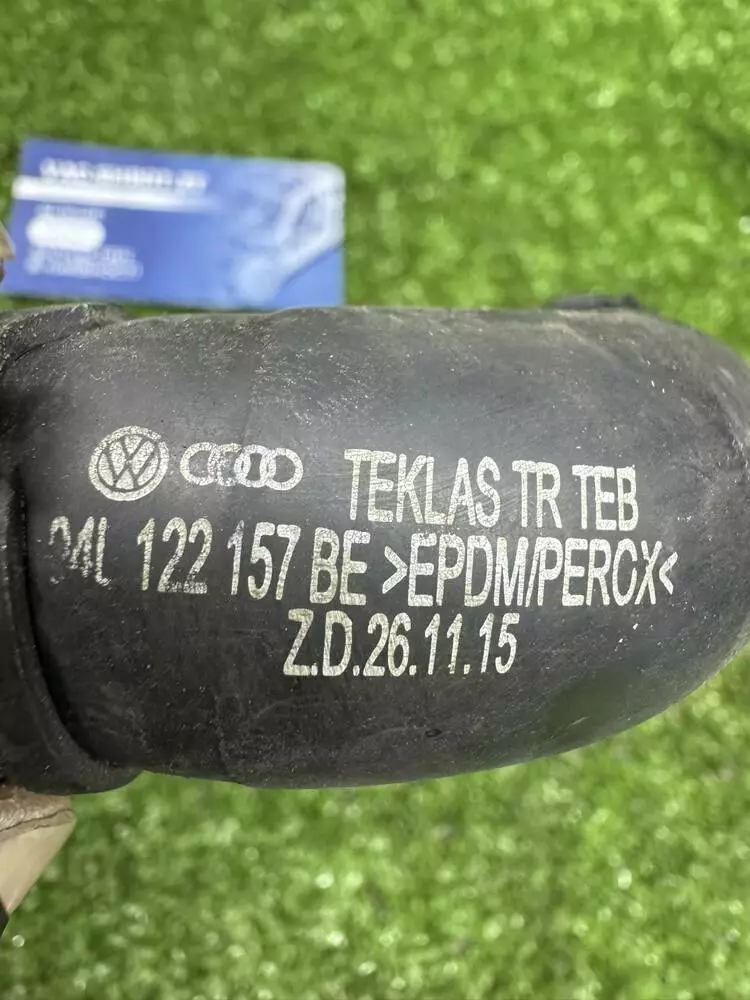 TEKLAS TR TEB
04L 122 157 BE >EPDM/PEROX<
Z.D.26.11.15